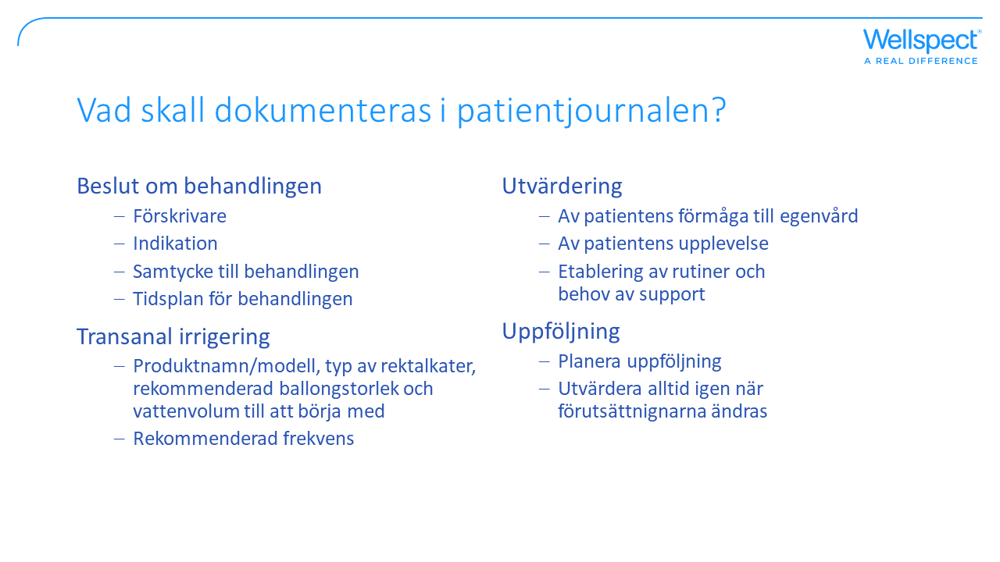 Wellspect®
A REAL DIFFERENCE
Vad skall dokumenteras i patientjournalen?
Beslut om behandlingen
– Förskrivare
– Indikation
– Samtycke till behandlingen
– Tidsplan för behandlingen
Transanal irrigering
– Produktnamn/modell, typ av rektalkater,
rekommenderad ballongstorlek och
vattenvolum till att börja med
– Rekommenderad frekvens
Utvärdering
– Av patientens förmåga till egenvård
– Av patientens upplevelse
– Etablering av rutiner och
behov av support
Uppföljning
– Planera uppföljning
– Utvärdera alltid igen när
förutsättnignarna ändras